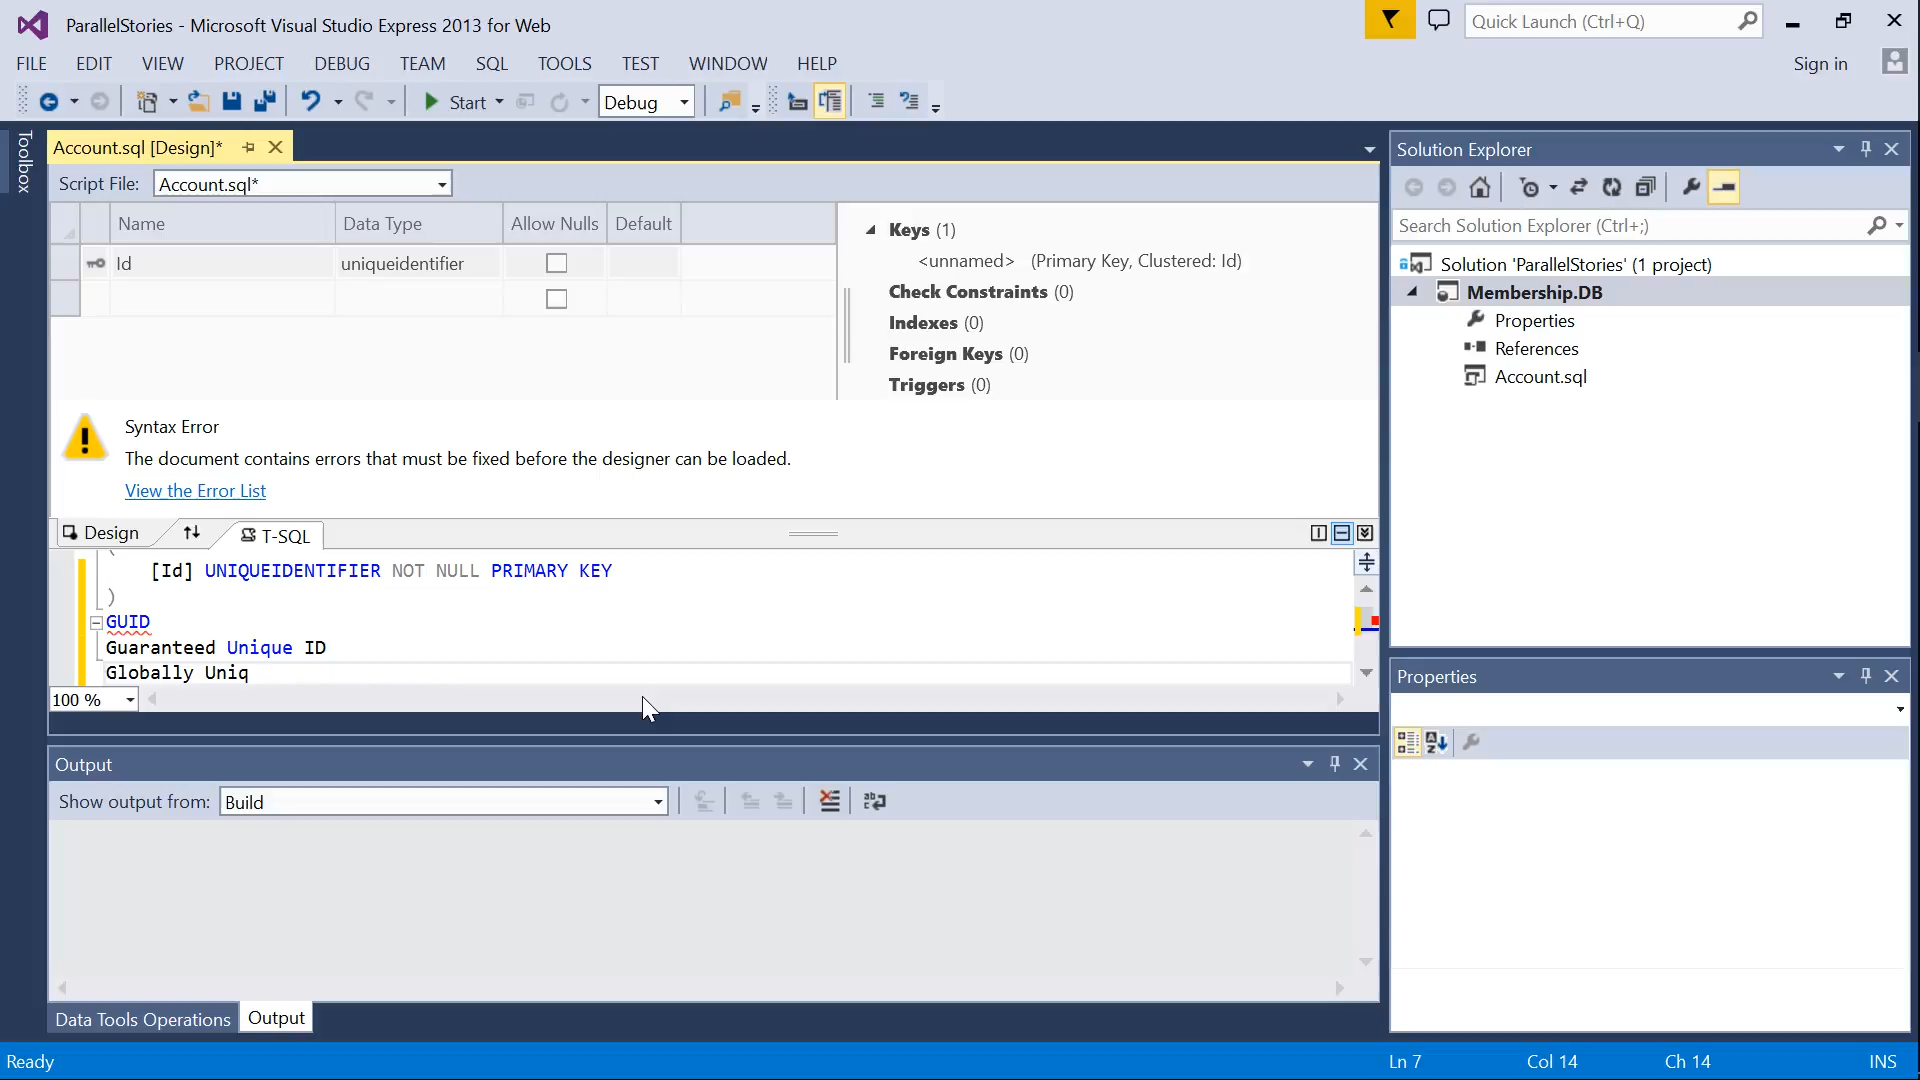 ParallelStories - Microsoft Visual Studio Express 2013 for Web
Quick Launch (Ctrl+Q)
FILE EDIT VIEW PROJECT DEBUG TEAM SQL TOOLS TEST WINDOW HELP
Sign in
Start Debug
Toolbox
Account.sql [Design]*
Script File: Account.sql*
Name Data Type Allow Nulls Default
Id uniqueidentifier
Keys (1)
<unnamed> (Primary Key, Clustered: Id)
Check Constraints (0)
Indexes (0)
Foreign Keys (0)
Triggers (0)
Syntax Error
The document contains errors that must be fixed before the designer can be loaded.
View the Error List
Design T-SQL
[Id] UNIQUEIDENTIFIER NOT NULL PRIMARY KEY
)
GUID
Guaranteed Unique ID
Globally Uniq
100 %
Output
Show output from: Build
Data Tools Operations Output
Solution Explorer
Search Solution Explorer (Ctrl+;)
Solution 'ParallelStories' (1 project)
Membership.DB
Properties
References
Account.sql
Properties
Ready Ln 7 Col 14 Ch 14 INS